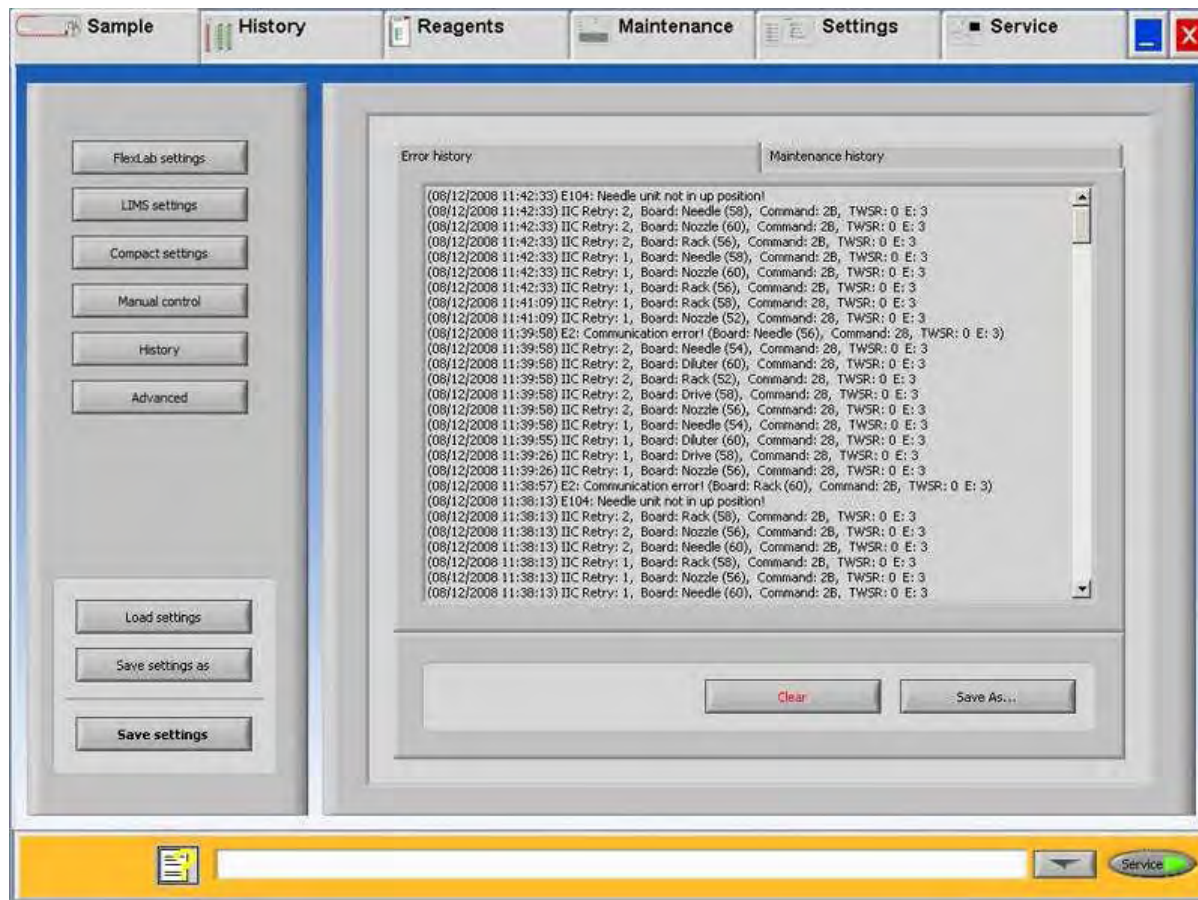 Sample
History
Reagents
Maintenance
Settings
Service
FlexLab settings
LIMS settings
Compact settings
Manual control
History
Advanced
Load settings
Save settings as
Save settings
Error history
Maintenance history
(08/12/2008 11:42:33) E104: Needle unit not in up position!
(08/12/2008 11:42:33) IIC Retry: 2, Board: Needle (58), Command: 2B, TWSR: 0 E: 3
(08/12/2008 11:42:33) IIC Retry: 2, Board: Nozzle (60), Command: 2B, TWSR: 0 E: 3
(08/12/2008 11:42:33) IIC Retry: 2, Board: Rack (56), Command: 2B, TWSR: 0 E: 3
(08/12/2008 11:42:33) IIC Retry: 1, Board: Needle (58), Command: 2B, TWSR: 0 E: 3
(08/12/2008 11:42:33) IIC Retry: 1, Board: Nozzle (60), Command: 2B, TWSR: 0 E: 3
(08/12/2008 11:42:33) IIC Retry: 1, Board: Rack (56), Command: 2B, TWSR: 0 E: 3
(08/12/2008 11:41:09) IIC Retry: 1, Board: Rack (58), Command: 28, TWSR: 0 E: 3
(08/12/2008 11:41:09) IIC Retry: 1, Board: Nozzle (52), Command: 28, TWSR: 0 E: 3
(08/12/2008 11:39:58) E2: Communication error! (Board: Needle (56), Command: 28, TWSR: 0 E: 3)
(08/12/2008 11:39:58) IIC Retry: 2, Board: Needle (54), Command: 28, TWSR: 0 E: 3
(08/12/2008 11:39:58) IIC Retry: 2, Board: Diluter (60), Command: 28, TWSR: 0 E: 3
(08/12/2008 11:39:58) IIC Retry: 2, Board: Rack (52), Command: 28, TWSR: 0 E: 3
(08/12/2008 11:39:58) IIC Retry: 2, Board: Drive (58), Command: 28, TWSR: 0 E: 3
(08/12/2008 11:39:58) IIC Retry: 2, Board: Nozzle (56), Command: 28, TWSR: 0 E: 3
(08/12/2008 11:39:58) IIC Retry: 1, Board: Needle (54), Command: 28, TWSR: 0 E: 3
(08/12/2008 11:39:55) IIC Retry: 1, Board: Diluter (60), Command: 28, TWSR: 0 E: 3
(08/12/2008 11:39:26) IIC Retry: 1, Board: Drive (58), Command: 28, TWSR: 0 E: 3
(08/12/2008 11:39:26) IIC Retry: 1, Board: Nozzle (56), Command: 28, TWSR: 0 E: 3
(08/12/2008 11:38:57) E2: Communication error! (Board: Rack (60), Command: 2B, TWSR: 0 E: 3)
(08/12/2008 11:38:13) E104: Needle unit not in up position!
(08/12/2008 11:38:13) IIC Retry: 2, Board: Rack (58), Command: 2B, TWSR: 0 E: 3
(08/12/2008 11:38:13) IIC Retry: 2, Board: Nozzle (56), Command: 2B, TWSR: 0 E: 3
(08/12/2008 11:38:13) IIC Retry: 2, Board: Needle (60), Command: 2B, TWSR: 0 E: 3
(08/12/2008 11:38:13) IIC Retry: 1, Board: Rack (58), Command: 2B, TWSR: 0 E: 3
(08/12/2008 11:38:13) IIC Retry: 1, Board: Nozzle (56), Command: 2B, TWSR: 0 E: 3
(08/12/2008 11:38:13) IIC Retry: 1, Board: Needle (60), Command: 2B, TWSR: 0 E: 3
Clear
Save As...
Service